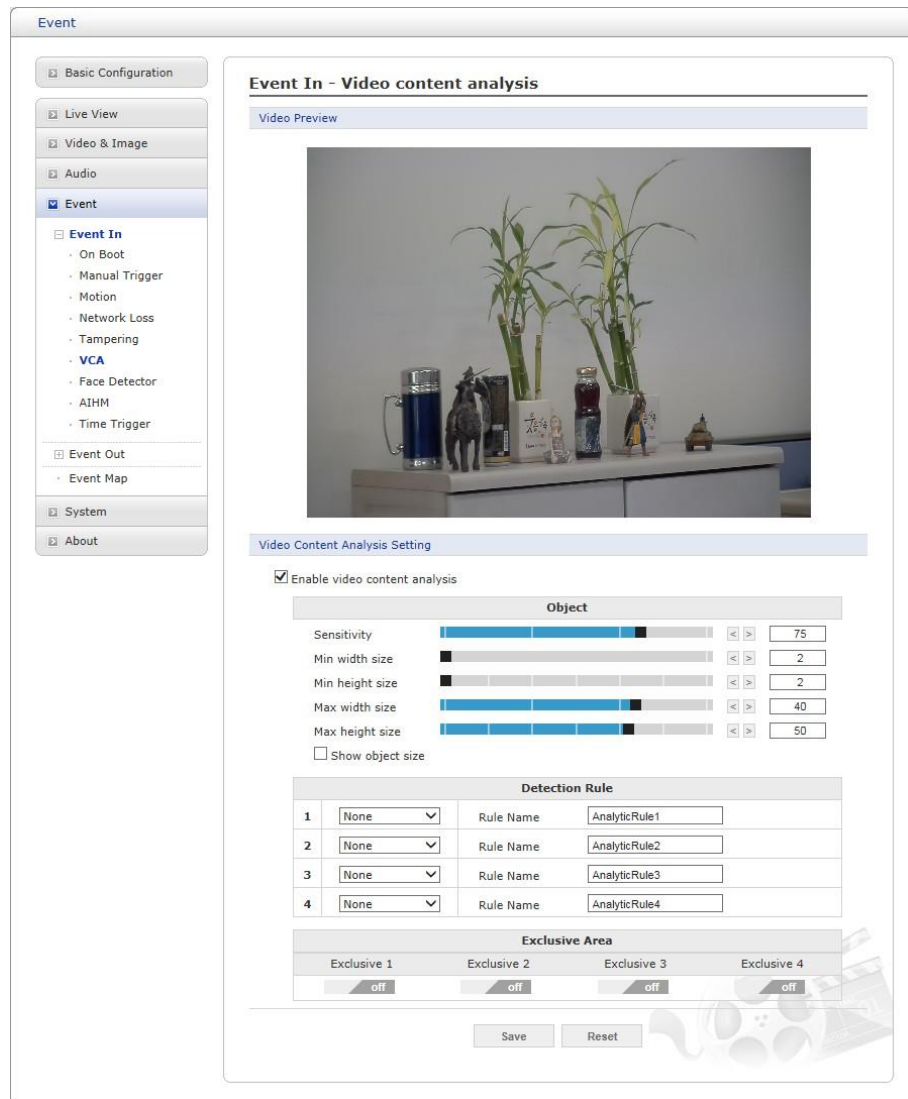 Event
Basic Configuration
Live View
Video & Image
Audio
Event
Event In
On Boot
Manual Trigger
Motion
Network Loss
Tampering
VCA
Face Detector
AIHM
Time Trigger
Event Out
Event Map
System
About
Event In - Video content analysis
Video Preview
Video Content Analysis Setting
Enable video content analysis
Object
Sensitivity < > 75
Min width size < > 2
Min height size < > 2
Max width size < > 40
Max height size < > 50
Show object size
Detection Rule
1 None Rule Name AnalyticRule1
2 None Rule Name AnalyticRule2
3 None Rule Name AnalyticRule3
4 None Rule Name AnalyticRule4
Exclusive Area
Exclusive 1 Exclusive 2 Exclusive 3 Exclusive 4
off off off off
Save Reset